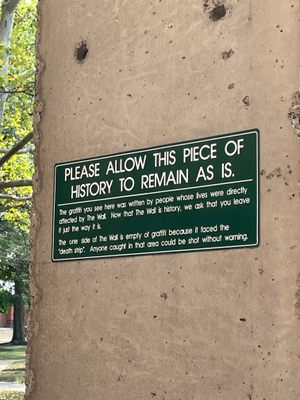 PLEASE ALLOW THIS PIECE OF
HISTORY TO REMAIN AS IS.
The graffiti you see here was written by people whose lives were directly
affected by The Wall. Now that The Wall is history, we ask that you leave
it just the way it is.
The one side of The Wall is empty of graffiti because it faced the
"death strip". Anyone caught in that area could be shot without warning.